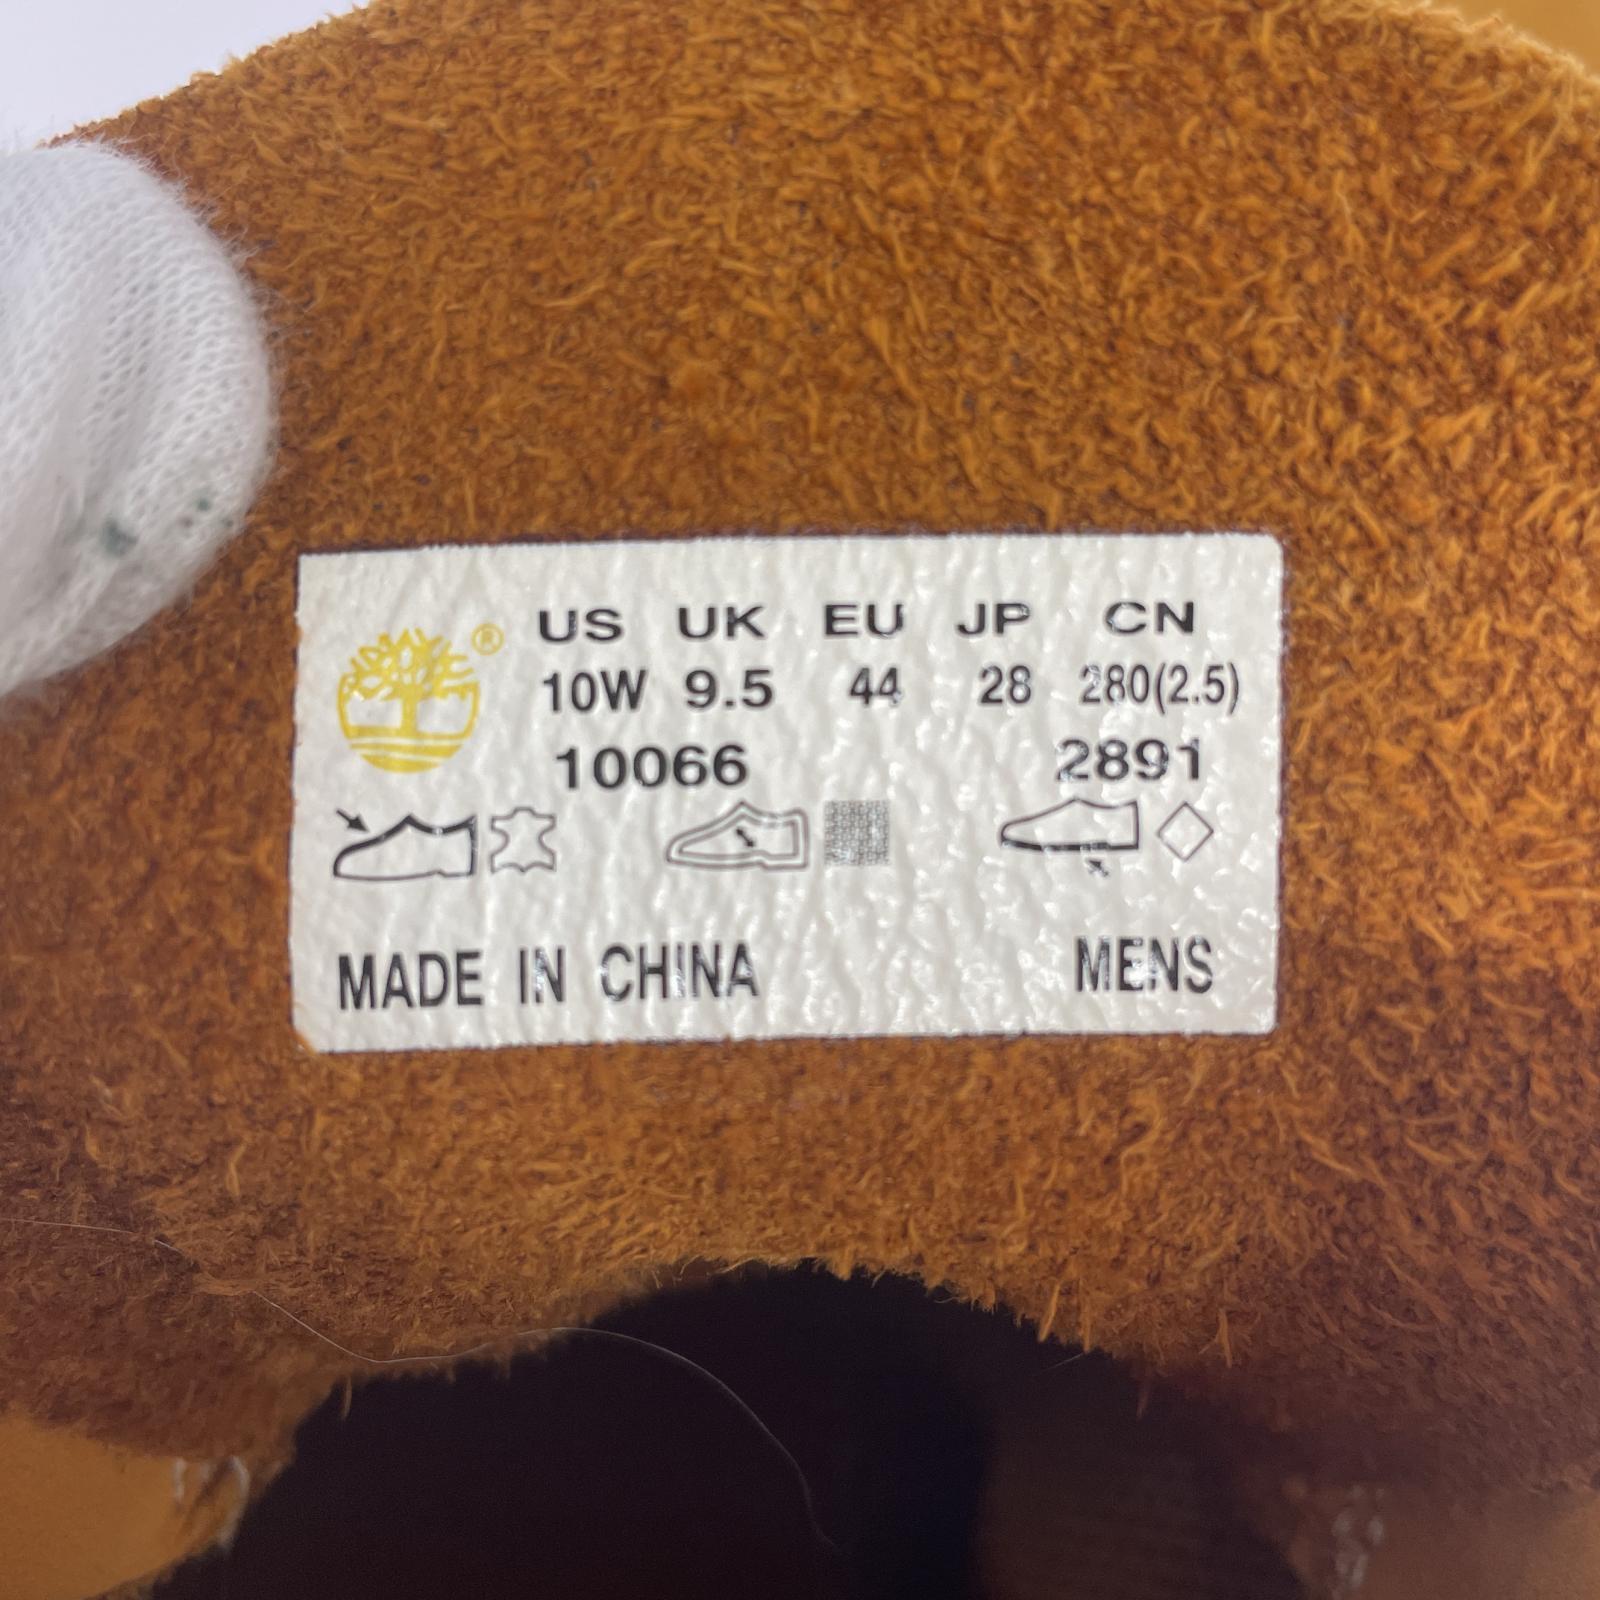 ® US UK EU JP CN
10W 9.5 44 28 280(2.5)
10066 2891
MADE IN CHINA MENS